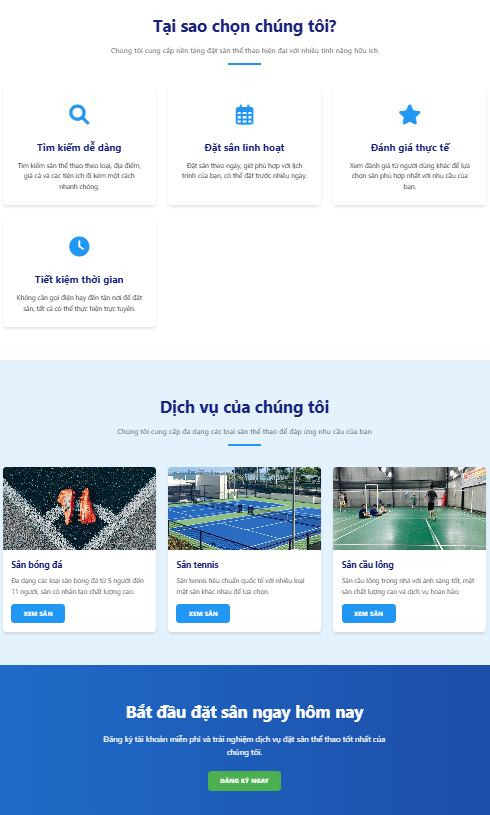 Tại sao chọn chúng tôi?
Chúng tôi cung cấp nền tảng đặt sân thể thao hiện đại với nhiều tính năng hữu ích
Tìm kiếm dễ dàng
Tìm kiếm sân thể thao theo loại, địa điểm,
giá cả và các tiện ích đi kèm một cách
nhanh chóng.
Đặt sân linh hoạt
Đặt sân theo ngày, giờ phù hợp với lịch
trình của bạn, có thể đặt trước nhiều ngày.
Đánh giá thực tế
Xem đánh giá từ người dùng khác để lựa
chọn sân phù hợp nhất với nhu cầu của
bạn.
Tiết kiệm thời gian
Không cần gọi điện hay đến tận nơi để đặt
sân, tất cả có thể thực hiện trực tuyến.
Dịch vụ của chúng tôi
Chúng tôi cung cấp đa dạng các loại sân thể thao để đáp ứng nhu cầu của bạn
Sân bóng đá
Đa dạng các loại sân bóng đá từ 5 người đến
11 người, sân cỏ nhân tạo chất lượng cao.
XEM SÂN
Sân tennis
Sân tennis tiêu chuẩn quốc tế với nhiều loại
mặt sân khác nhau để lựa chọn.
XEM SÂN
Sân cầu lông
Sân cầu lông trong nhà với ánh sáng tốt, mặt
sân chất lượng cao và dịch vụ hoàn hảo.
XEM SÂN
Bắt đầu đặt sân ngay hôm nay
Đăng ký tài khoản miễn phí và trải nghiệm dịch vụ đặt sân thể thao tốt nhất của
chúng tôi.
ĐĂNG KÝ NGAY